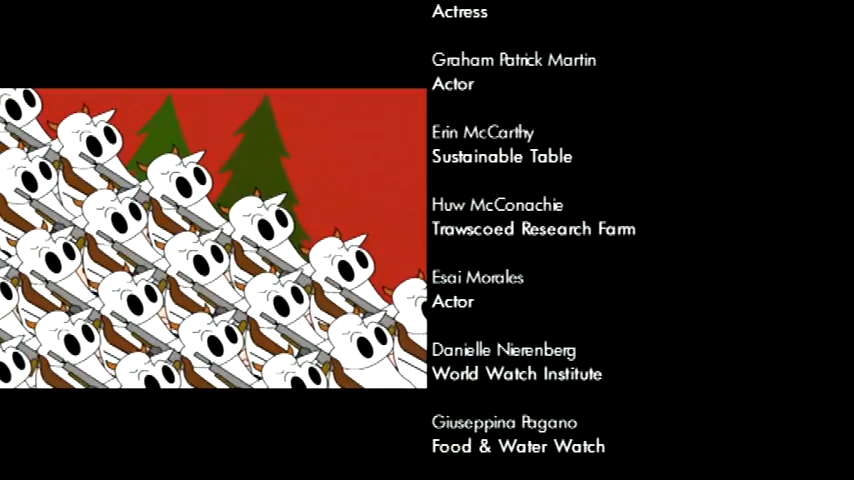 Actress
Graham Patrick Martin
Actor
Erin McCarthy
Sustainable Table
Huw McConachie
Trawscoed Research Farm
Esai Morales
Actor
Danielle Nierenberg
World Watch Institute
Giuseppina Pagano
Food & Water Watch